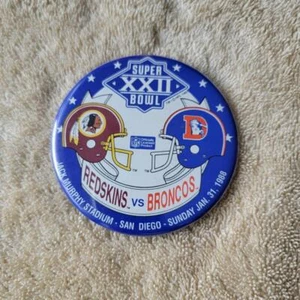 SUPER
XXII
BOWL
D
REDSKINS VS BRONCOS
JACK MURPHY STADIUM - SAN DIEGO - SUNDAY JAN. 31, 1988